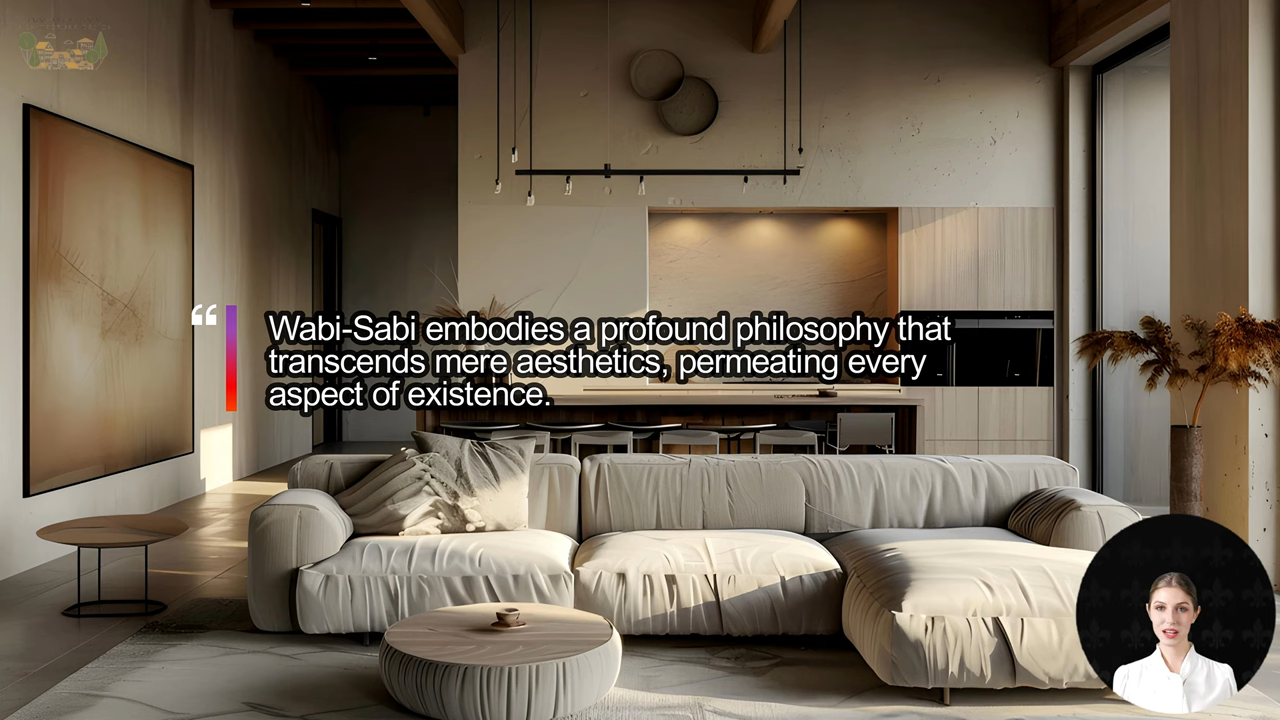 “
Wabi-Sabi embodies a profound philosophy that
transcends mere aesthetics, permeating every
aspect of existence.